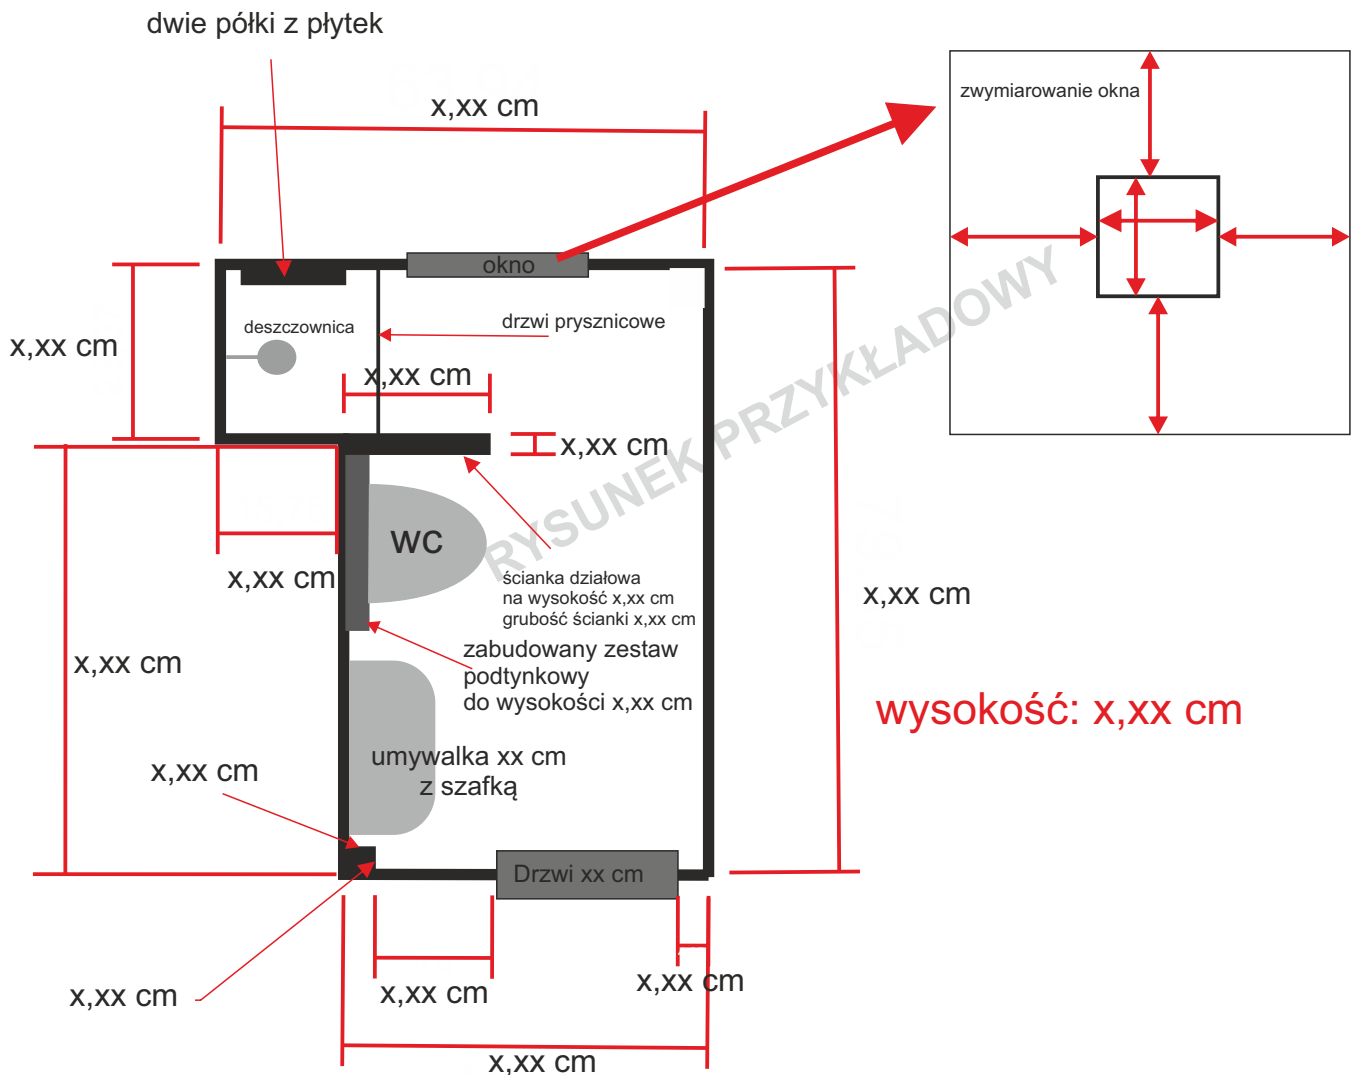 dwie półki z płytek
x,xx cm
zwymiarowanie okna
okno
deszczownica
drzwi prysznicowe
x,xx cm
x,xx cm
x,xx cm
RYSUNEK PRZYKŁADOWY
WC
x,xx cm
ścianka działowa
na wysokość x,xx cm
grubość ścianki x,xx cm
x,xx cm
zabudowany zestaw
podtynkowy
do wysokości x,xx cm
x,xx cm
wysokość: x,xx cm
umywalka xx cm
z szafką
x,xx cm
Drzwi xx cm
x,xx cm
x,xx cm
x,xx cm
x,xx cm